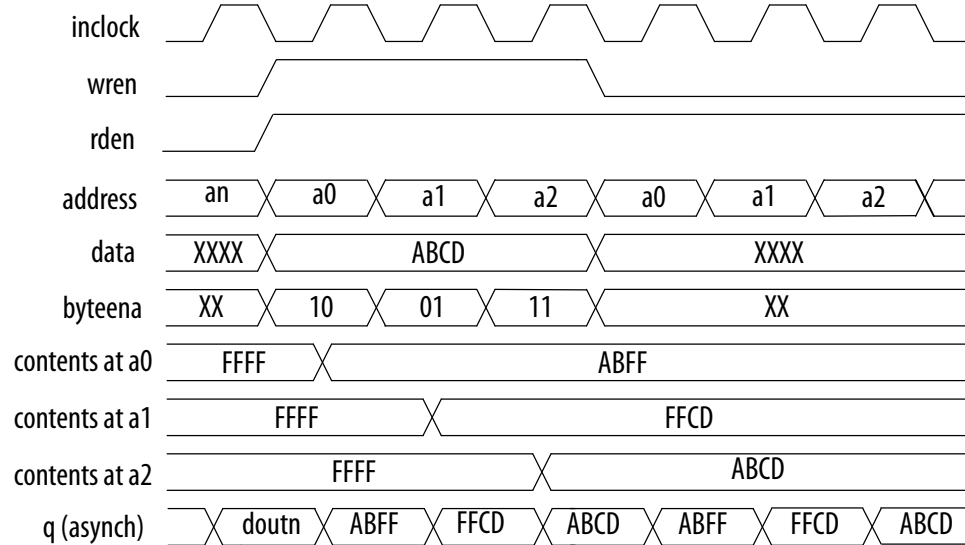 inclock
wren
rden
address an a0 a1 a2 a0 a1 a2
data XXXX ABCD XXXX
byteena XX 10 01 11 XX
contents at a0 FFFF ABFF
contents at a1 FFFF FFCD
contents at a2 FFFF ABCD
q (asynch) doutn ABFF FFCD ABCD ABFF FFCD ABCD